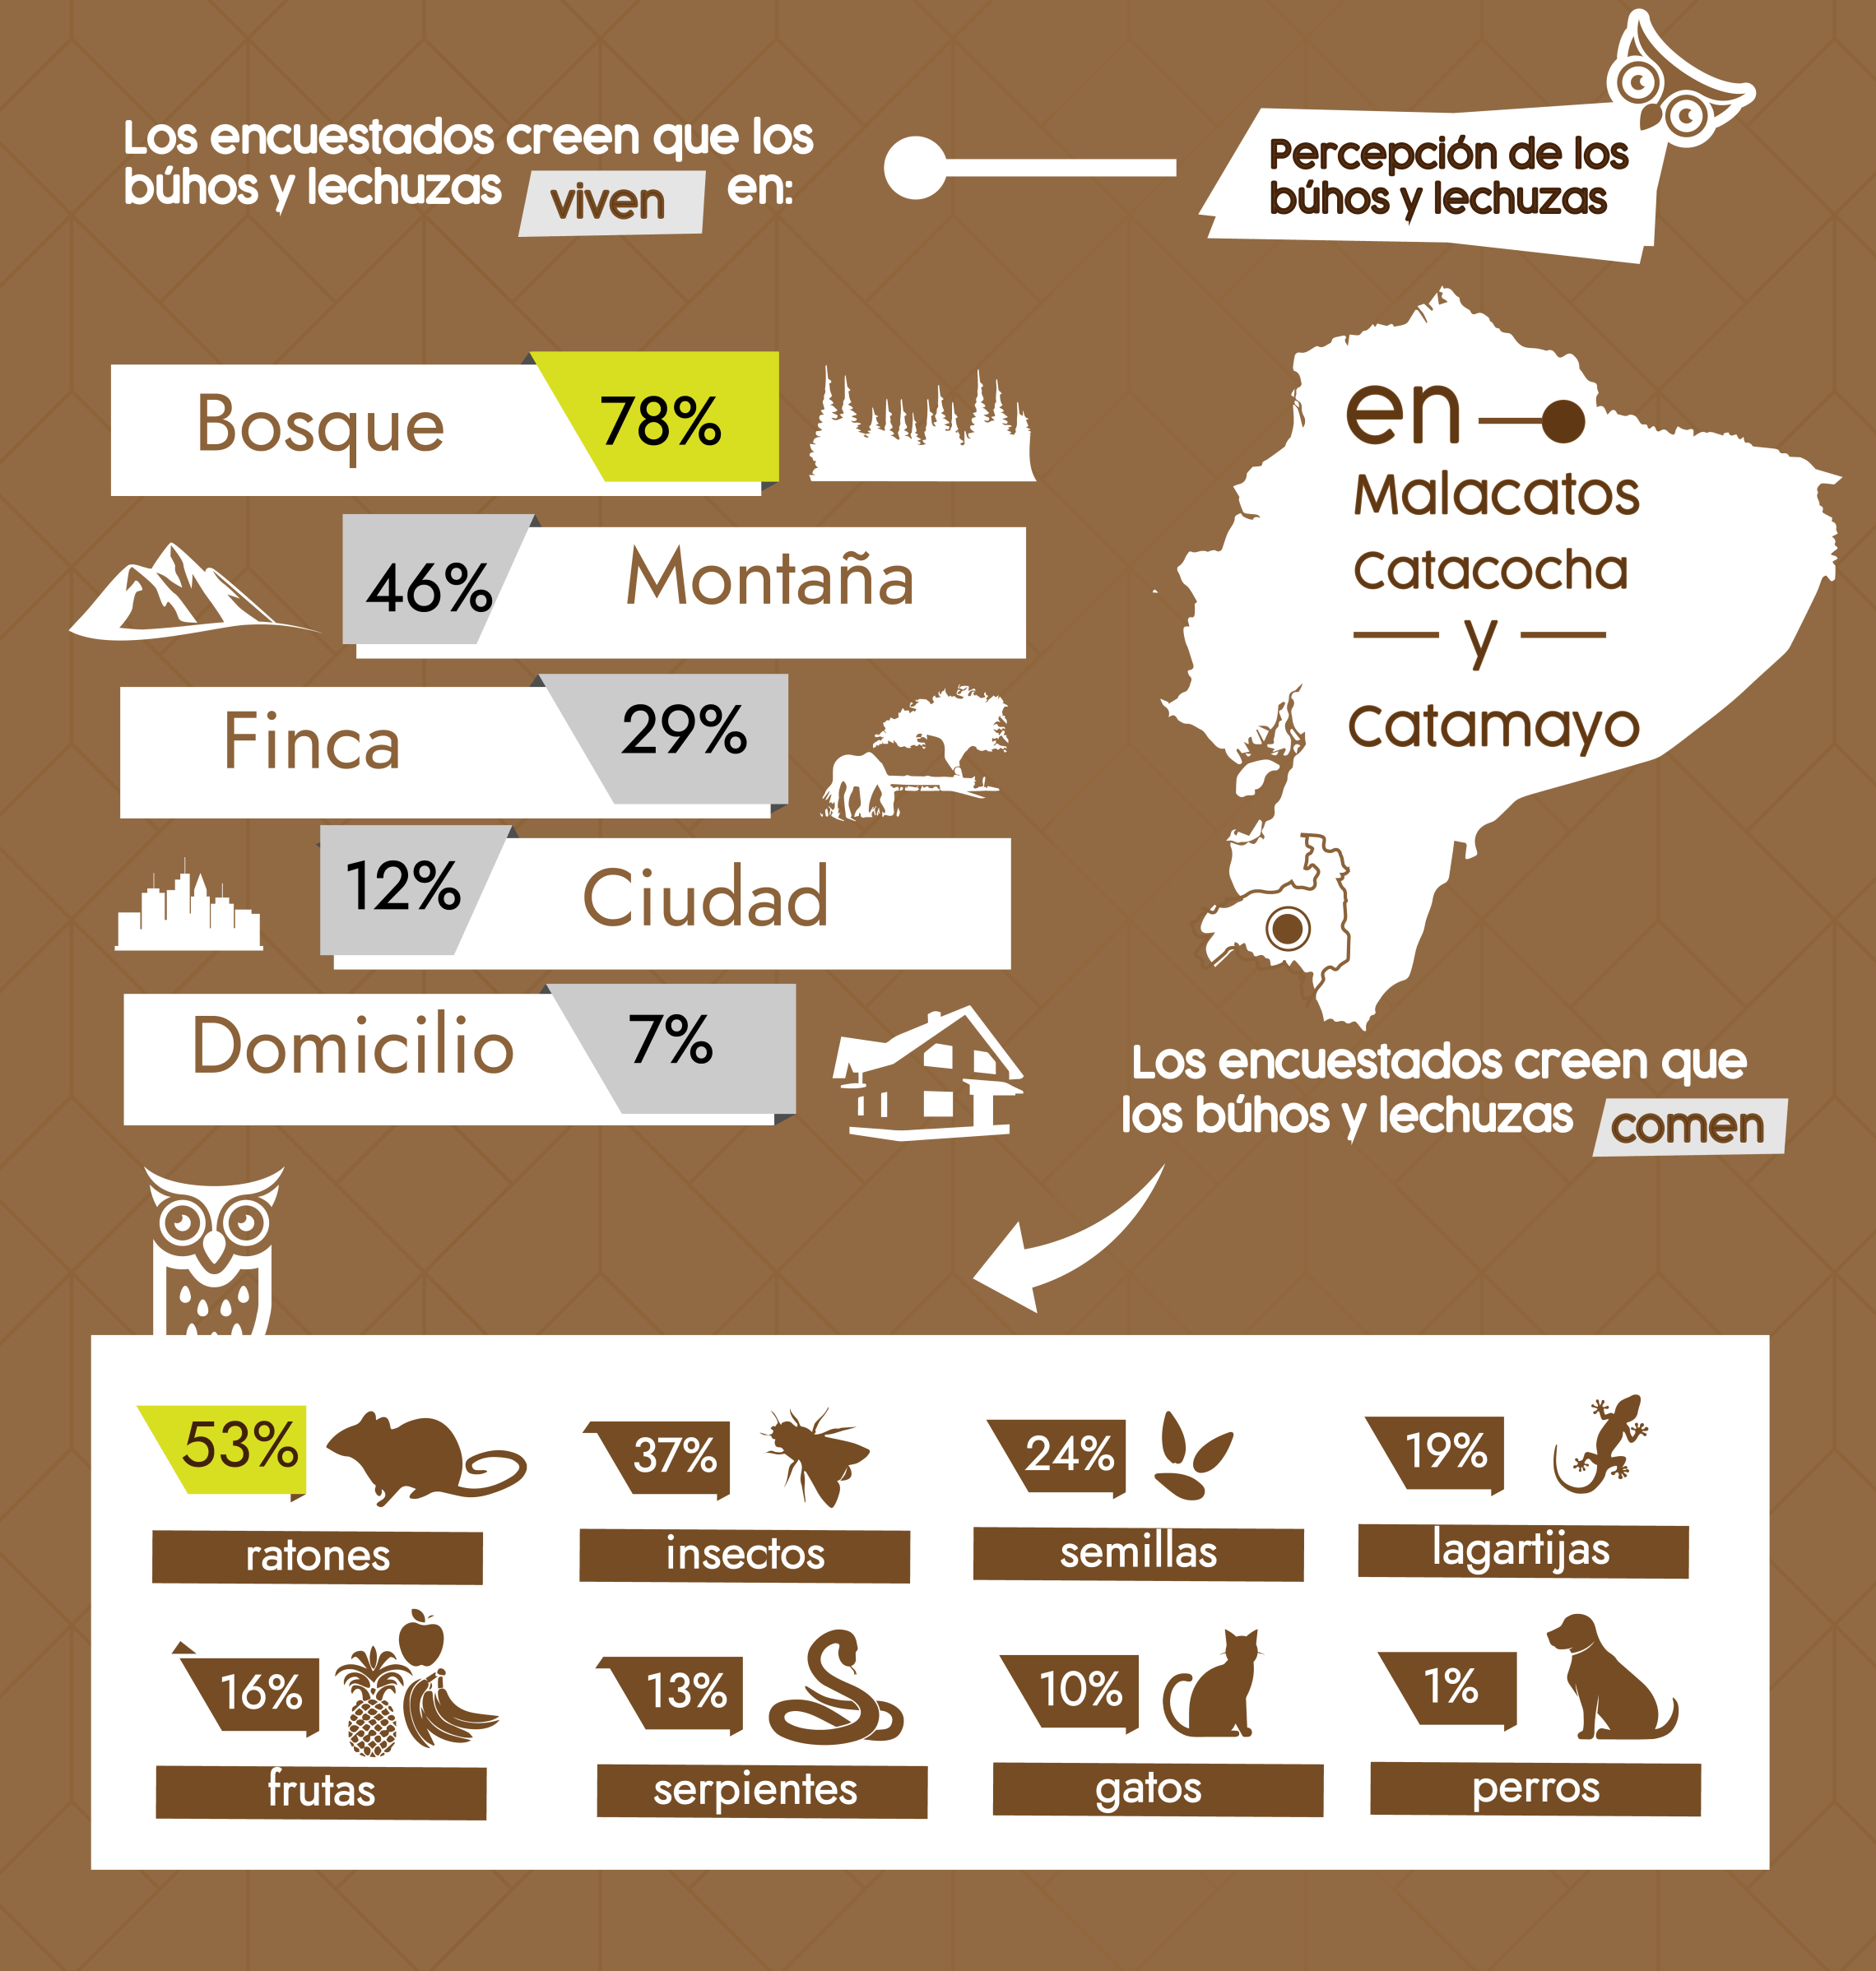 Los encuestados creen que los
búhos y lechuzas viven en:
Percepción de los
búhos y lechuzas
en
Malacatos
Catacocha
y
Catamayo
Bosque 78%
46% Montaña
Finca 29%
12% Ciudad
Domicilio 7%
Los encuestados creen que
los búhos y lechuzas comen
53%
ratones
37%
insectos
24%
semillas
19%
lagartijas
16%
frutas
13%
serpientes
10%
gatos
1%
perros